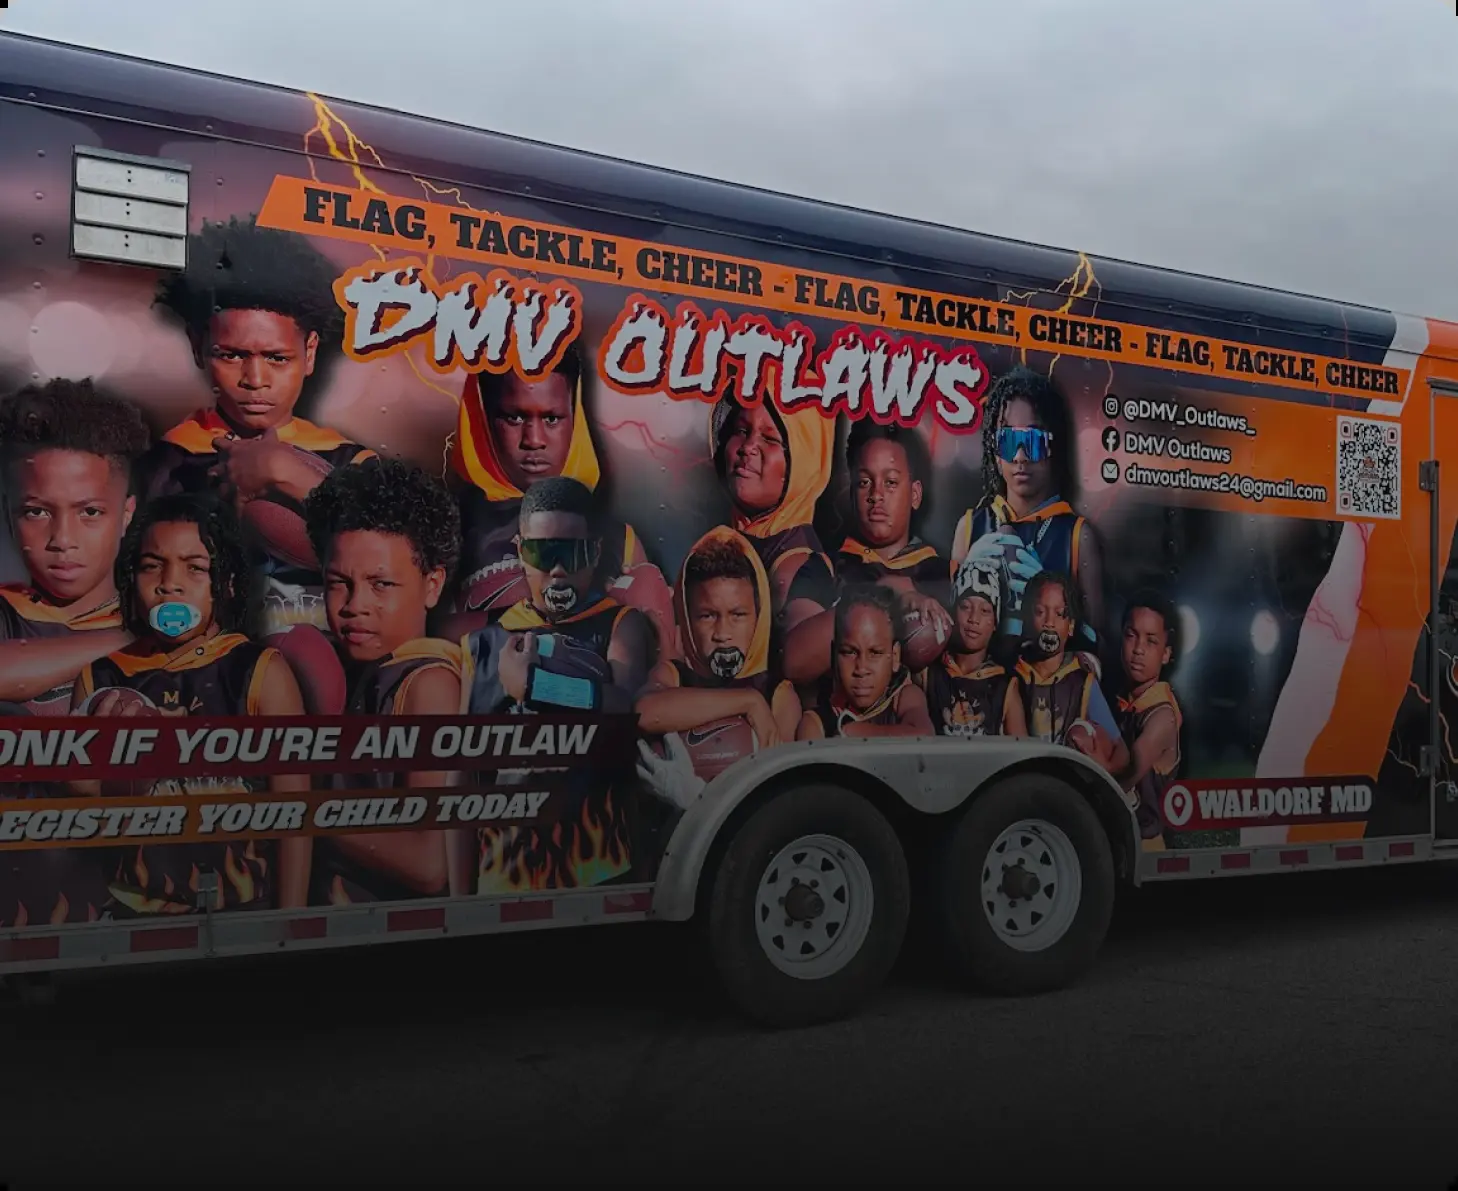 FLAG, TACKLE, CHEER - FLAG, TACKLE, CHEER - FLAG, TACKLE, CHEER
DMV OUTLAWS
@DMV_Outlaws_
DMV Outlaws
dmvoutlaws24@gmail.com
ONK IF YOU'RE AN OUTLAW
EGISTER YOUR CHILD TODAY
WALDORF MD